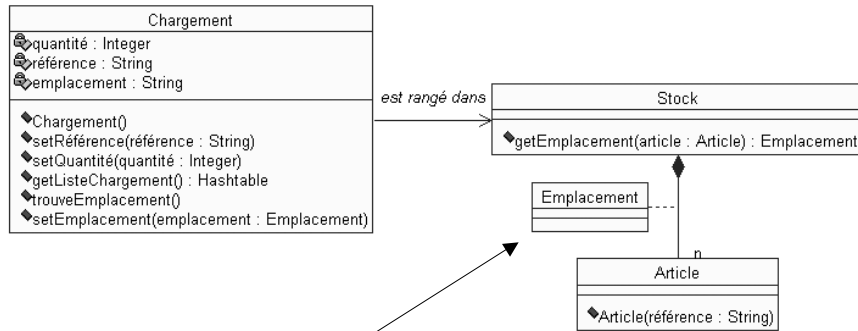 Chargement
quantité : Integer
référence : String
emplacement : String
Chargement()
setRéférence(référence : String)
setQuantité(quantité : Integer)
getListeChargement() : Hashtable
trouveEmplacement()
setEmplacement(emplacement : Emplacement)
est rangé dans
Stock
getEmplacement(article : Article) : Emplacement
Emplacement
n
Article
Article(référence : String)